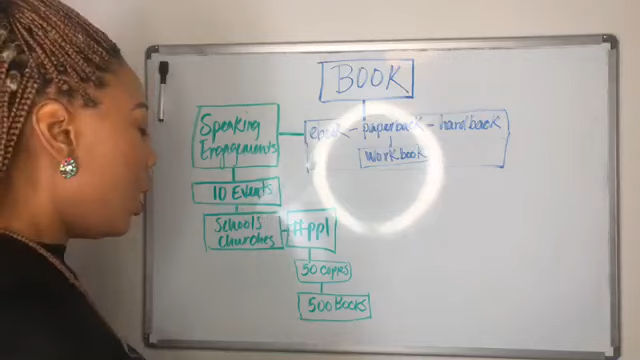 BOOK
Speaking
Engagements
ebook - paperback - hardback
workbook
10 Events
Schools
churches
#ppl
50 copies
500 Books